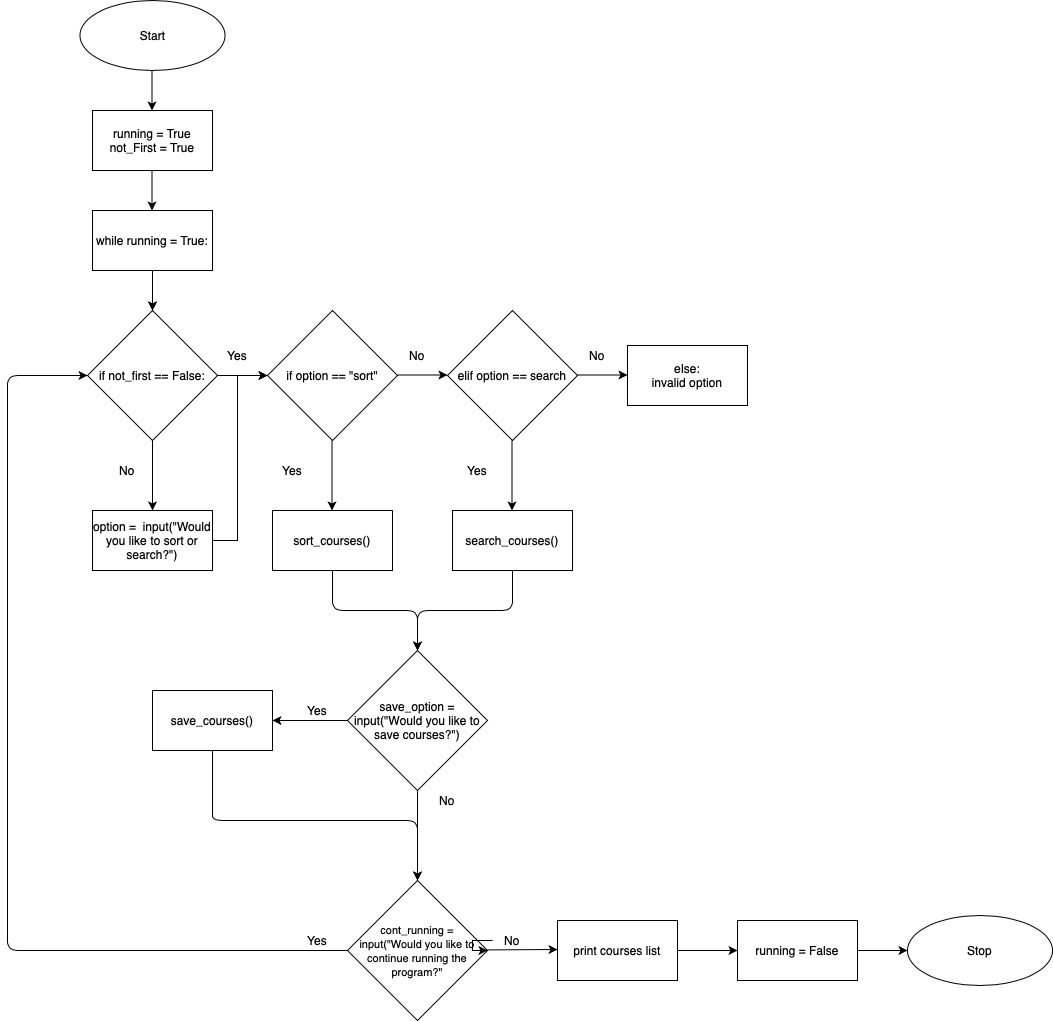 Start
running = True
not_First = True
while running = True:
if not_first == False:
Yes
if option == "sort"
No
elif option == search
No
else:
invalid option
No
Yes
Yes
option =  input("Would
you like to sort or
search?")
sort_courses()
search_courses()
save_option =
input("Would you like to
save courses?")
Yes
save_courses()
No
cont_running =
input("Would you like to
continue running the
program?"
Yes
No
print courses list
running = False
Stop